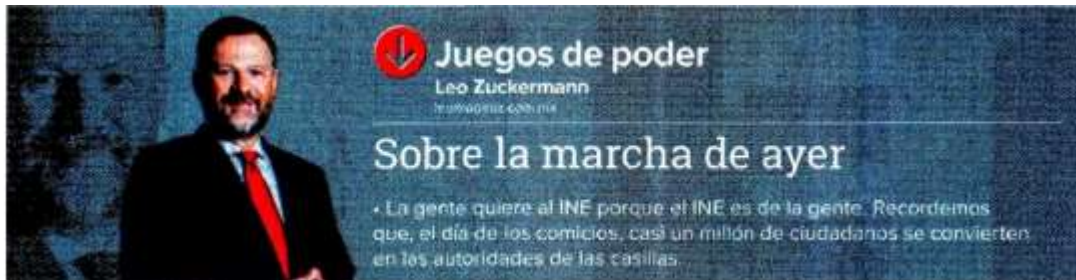 Juegos de poder
Leo Zuckermann
Sobre la marcha de ayer
• La gente quiere al INE porque el INE es de la gente. Recordemos
que, el día de los comicios, casi un millón de ciudadanos se convierten
en las autoridades de las casillas.